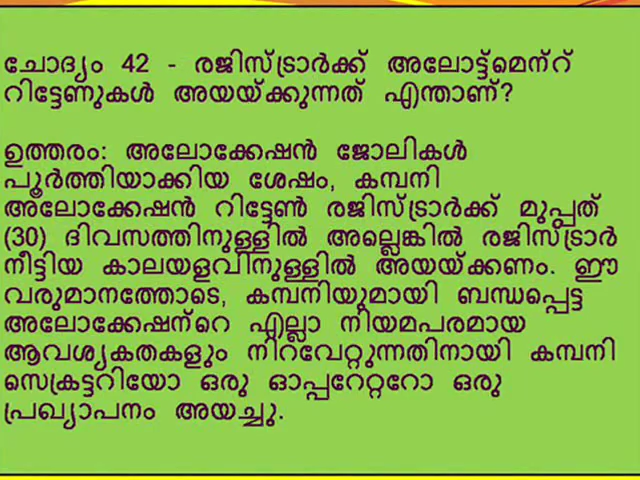 ചോദ്യം 42 - രജിസ്ട്രാർക്ക് അലോട്ട്മെന്റ്
റിട്ടേണുകൾ അയയ്ക്കുന്നത് എന്താണ്?
ഉത്തരം: അലോക്കേഷൻ ജോലികൾ
പൂർത്തിയാക്കിയ ശേഷം, കമ്പനി
അലോക്കേഷൻ റിട്ടേൺ രജിസ്ട്രാർക്ക് മുപ്പത്
(30) ദിവസത്തിനുള്ളിൽ അല്ലെങ്കിൽ രജിസ്ട്രാർ
നീട്ടിയ കാലയളവിനുള്ളിൽ അയയ്ക്കണം. ഈ
വരുമാനത്തോടെ, കമ്പനിയുമായി ബന്ധപ്പെട്ട
അലോക്കേഷന്റെ എല്ലാ നിയമപരമായ
ആവശ്യകതകളും നിറവേറ്റുന്നതിനായി കമ്പനി
സെക്രട്ടറിയോ ഒരു ഓപ്പറേറ്ററോ ഒരു
പ്രഖ്യാപനം അയച്ചു.